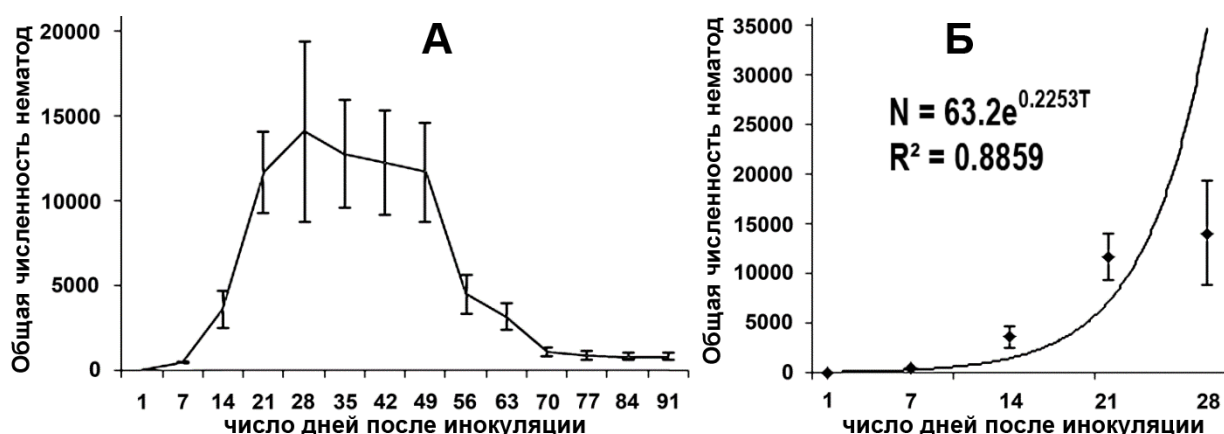 А
Общая численность нематод
20000
15000
10000
5000
0
1 7 14 21 28 35 42 49 56 63 70 77 84 91
число дней после инокуляции
Б
Общая численность нематод
35000
30000
25000
20000
15000
10000
5000
0
N = 63.2e^0.2253T
R² = 0.8859
1 7 14 21 28
число дней после инокуляции